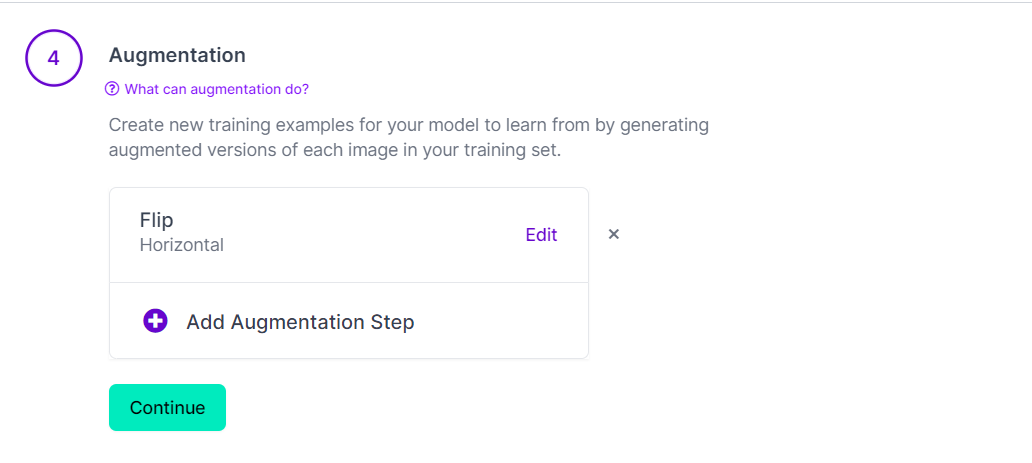 4
Augmentation
What can augmentation do?
Create new training examples for your model to learn from by generating
augmented versions of each image in your training set.
Flip
Horizontal
Edit
Add Augmentation Step
Continue